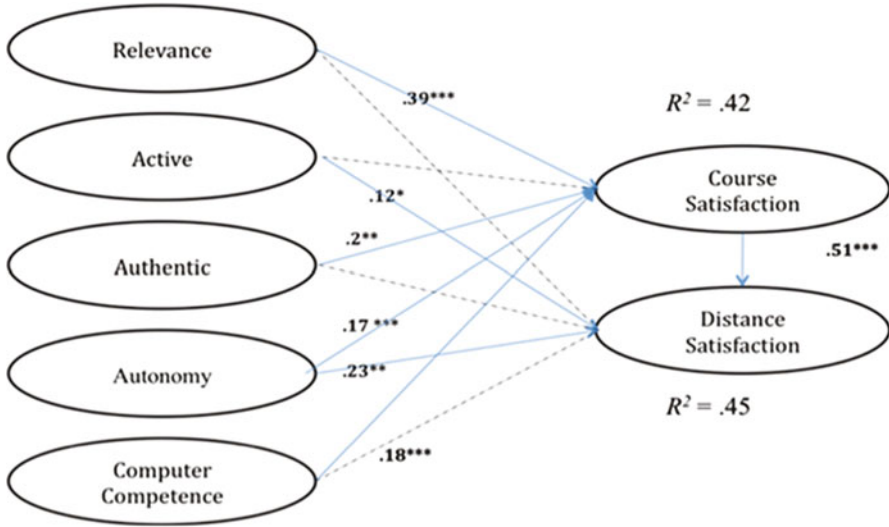 Relevance
.39***
R² = .42
Active
Course
Satisfaction
.12*
.2**
.51***
Authentic
.17 ***
Distance
Satisfaction
Autonomy
.23**
R² = .45
.18***
Computer
Competence